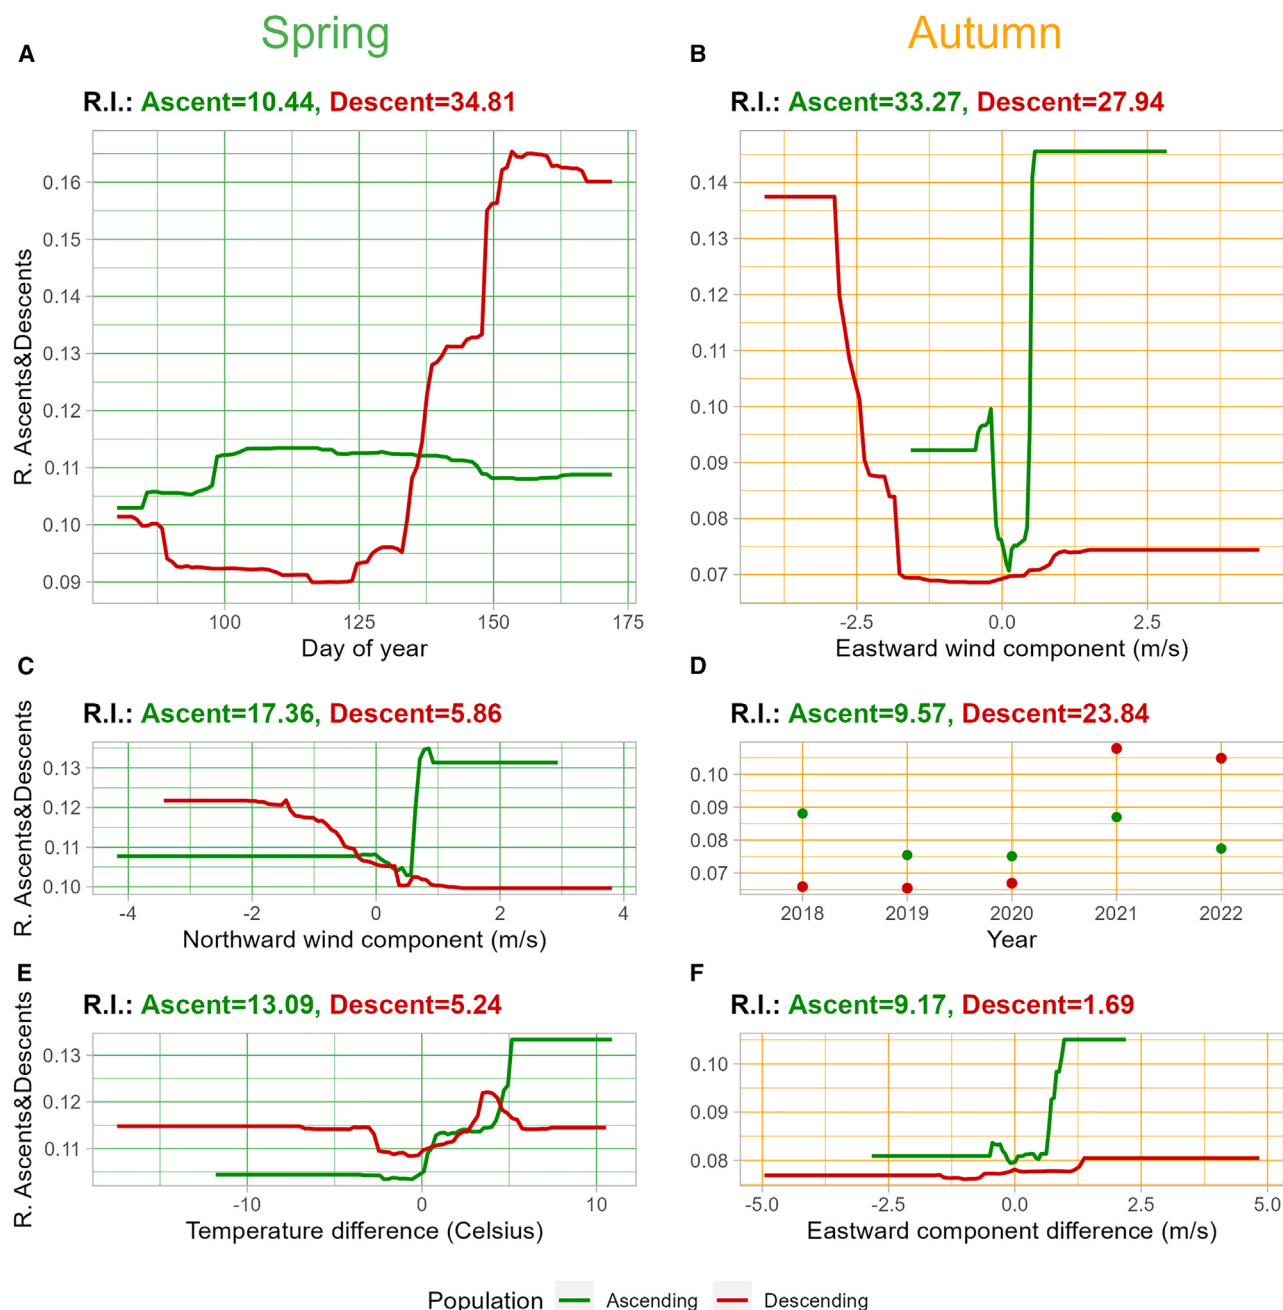 Spring
Autumn
A
B
R.I.: Ascent=10.44, Descent=34.81
R.I.: Ascent=33.27, Descent=27.94
R. Ascents&Descents
0.16
0.15
0.14
0.13
0.12
0.11
0.10
0.09
100 125 150 175
Day of year
0.14
0.13
0.12
0.11
0.10
0.09
0.08
0.07
-2.5 0.0 2.5
Eastward wind component (m/s)
C
D
R.I.: Ascent=17.36, Descent=5.86
R.I.: Ascent=9.57, Descent=23.84
R. Ascents&Descents
0.13
0.12
0.11
0.10
-4 -2 0 2 4
Northward wind component (m/s)
0.10
0.09
0.08
0.07
2018 2019 2020 2021 2022
Year
E
F
R.I.: Ascent=13.09, Descent=5.24
R.I.: Ascent=9.17, Descent=1.69
R. Ascents&Descents
0.13
0.12
0.11
-10 0 10
Temperature difference (Celsius)
0.10
0.09
0.08
-5.0 -2.5 0.0 2.5 5.0
Eastward component difference (m/s)
Population Ascending Descending